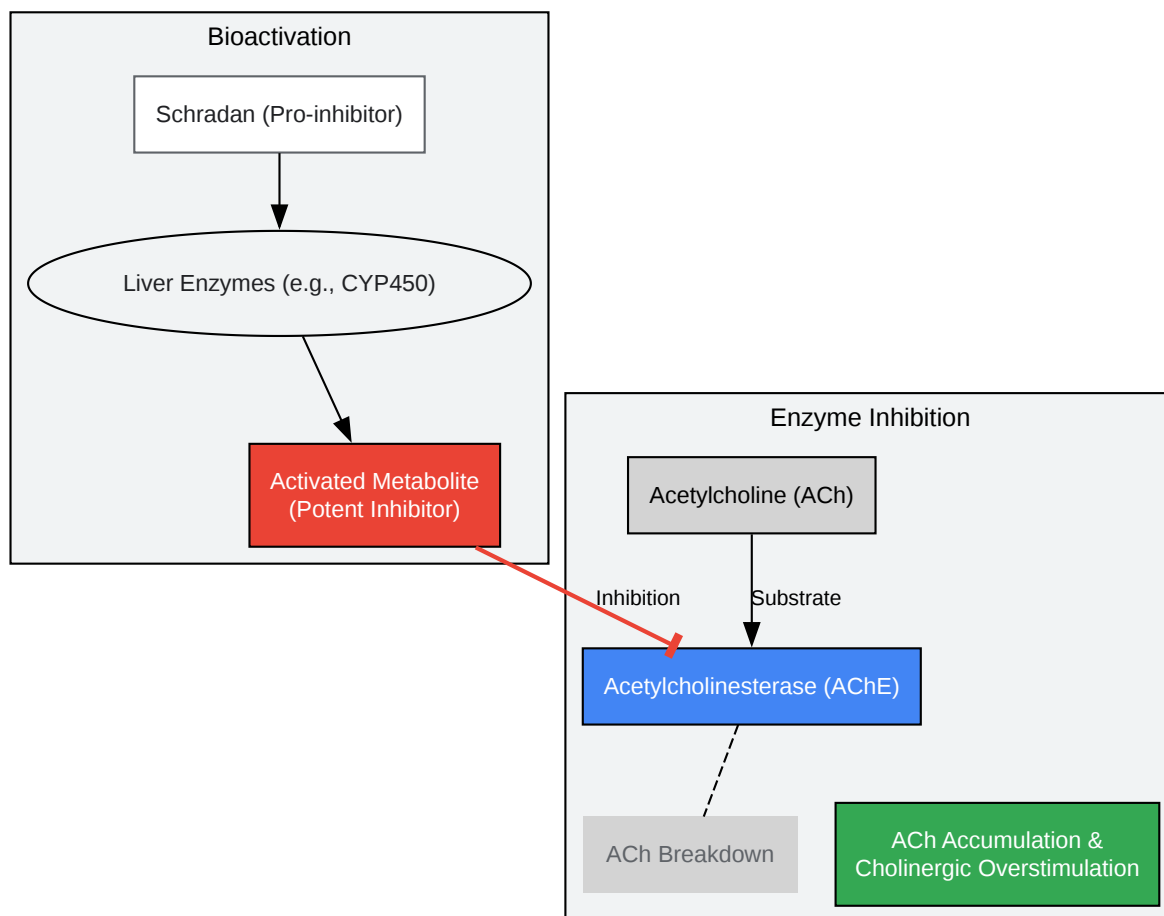 Bioactivation
Schradan (Pro-inhibitor)
Liver Enzymes (e.g., CYP450)
Activated Metabolite
(Potent Inhibitor)
Enzyme Inhibition
Acetylcholine (ACh)
Inhibition
Substrate
Acetylcholinesterase (AChE)
ACh Breakdown
ACh Accumulation &
Cholinergic Overstimulation